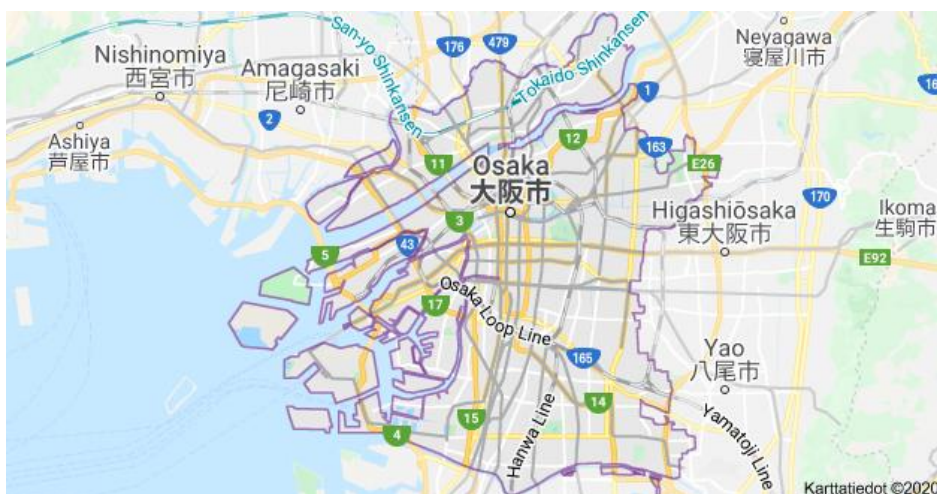 Nishinomiya
西宮市
Amagasaki
尼崎市
Ashiya
芦屋市
San-yo Shinkansen
Tokaido Shinkansen
Neyagawa
寝屋川市
176
479
1
2
11
12
163
E26
16
170
Osaka
大阪市
Higashiōsaka
東大阪市
Ikoma
生駒市
3
43
5
E92
17
Osaka Loop Line
165
Yao
八尾市
14
15
4
Hanwa Line
Yamatoji Line
Karttatiedot ©2020